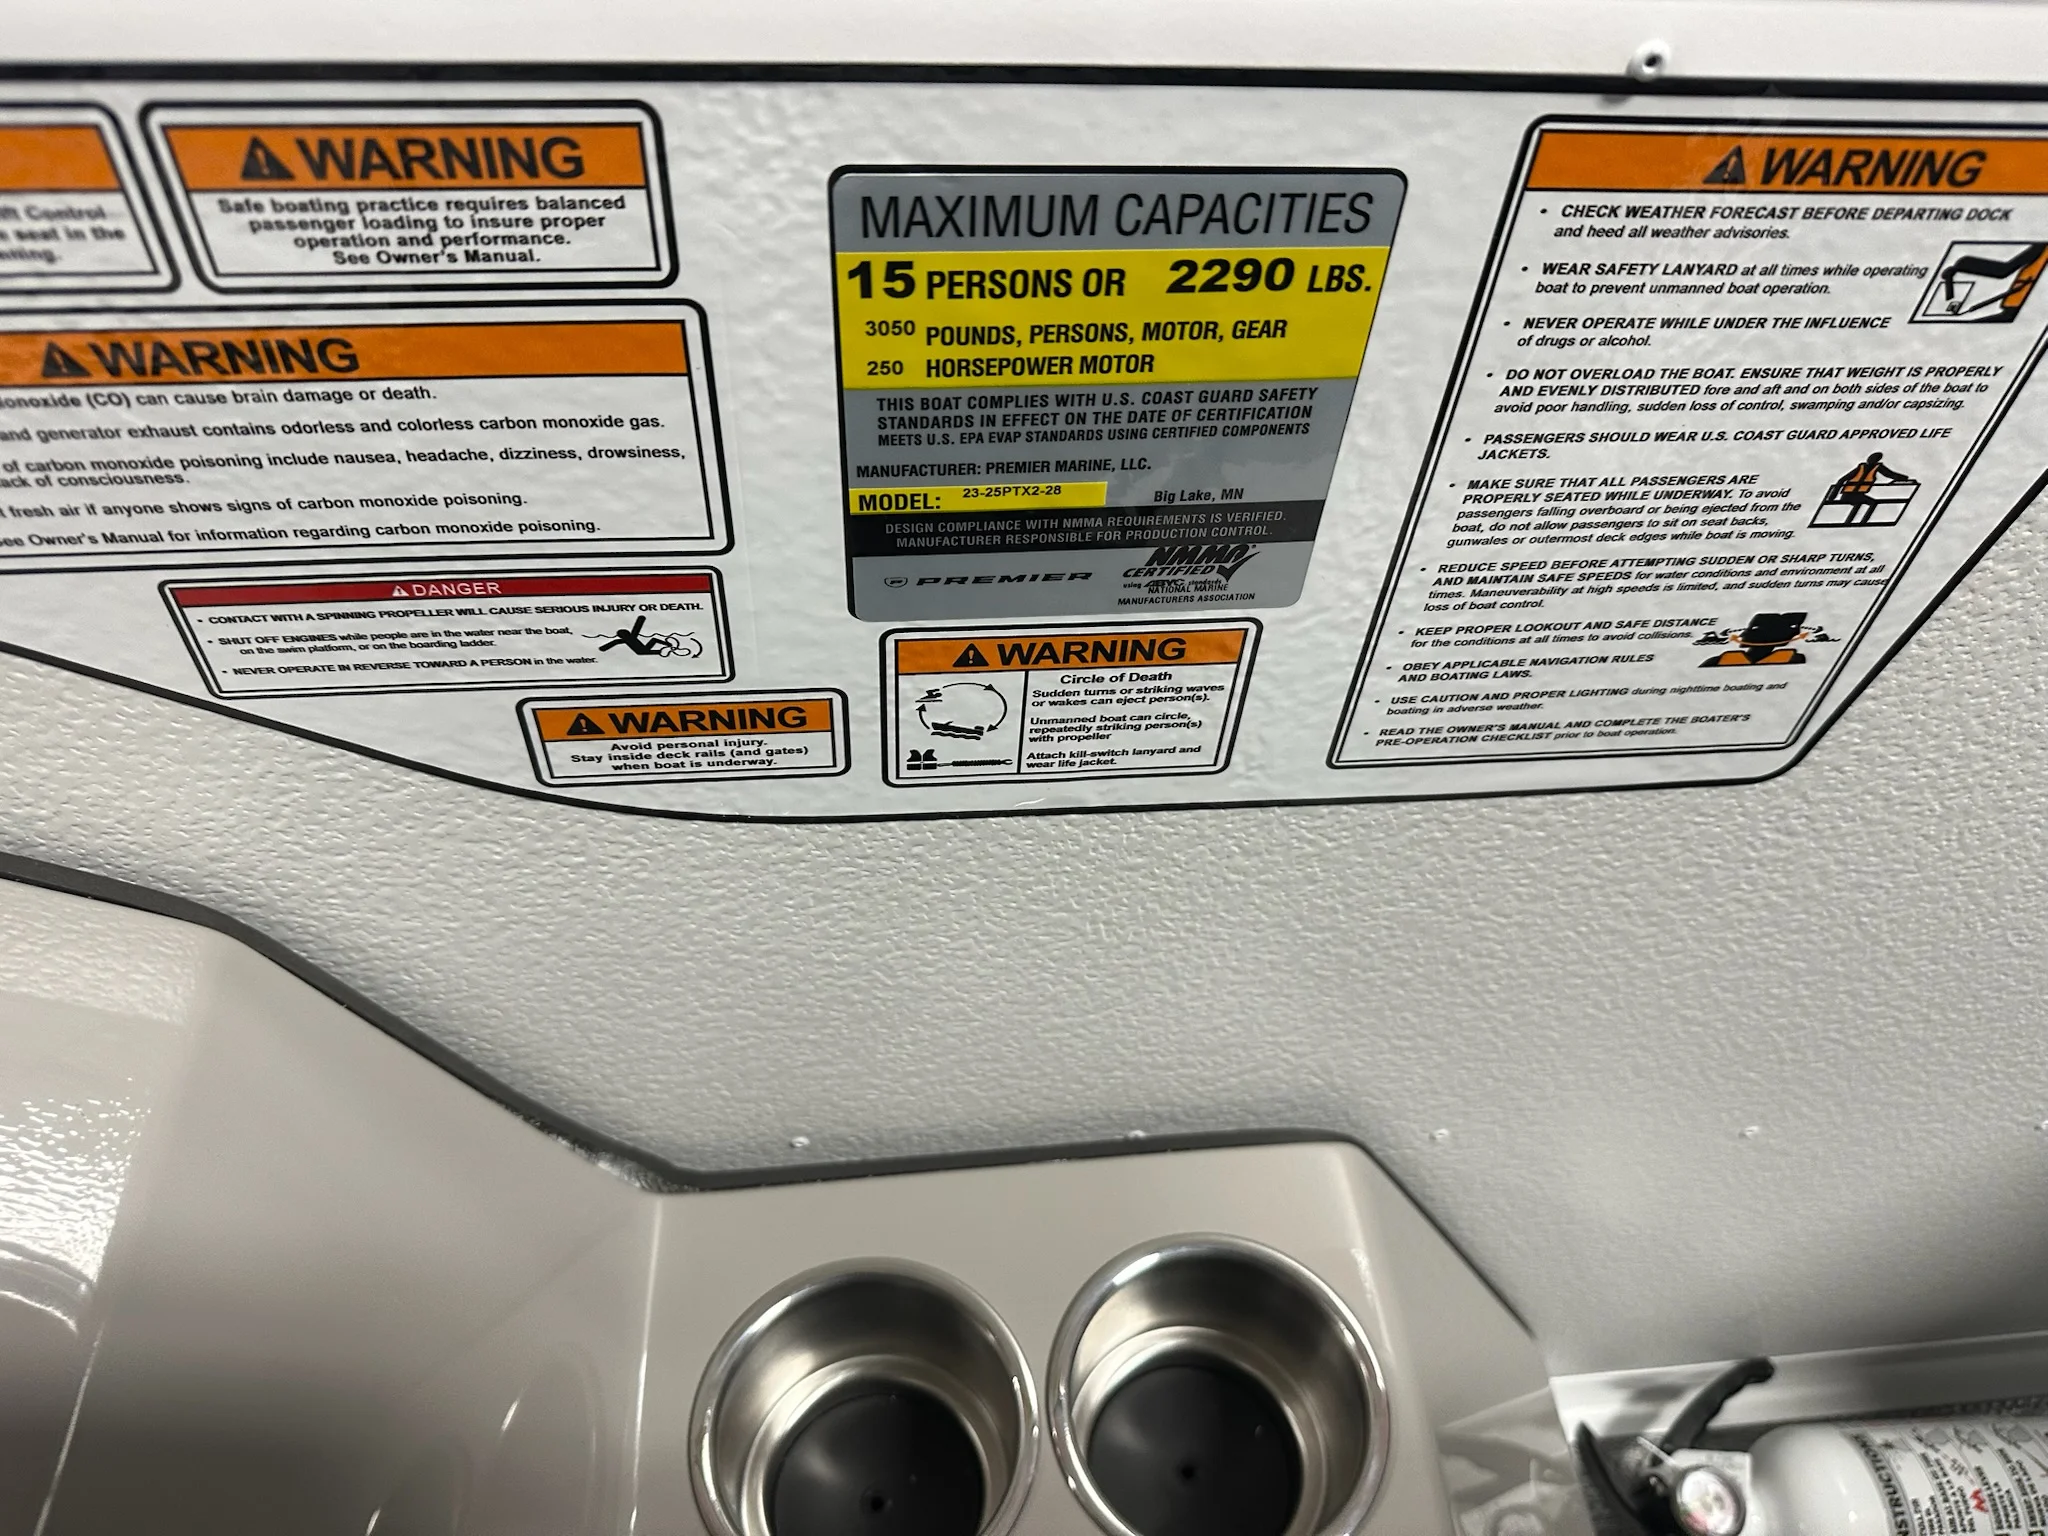 ift Control
seat in the
WARNING
Safe boating practice requires balanced
passenger loading to insure proper
operation and performance.
See Owner's Manual.
WARNING
onoxide (CO) can cause brain damage or death.
and generator exhaust contains odorless and colorless carbon monoxide gas.
of carbon monoxide poisoning include nausea, headache, dizziness, drowsiness,
ack of consciousness.
fresh air if anyone shows signs of carbon monoxide poisoning.
See Owner's Manual for information regarding carbon monoxide poisoning.
DANGER
• CONTACT WITH A SPINNING PROPELLER WILL CAUSE SERIOUS INJURY OR DEATH.
• SHUT OFF ENGINES while people are in the water near the boat,
on the swim platform, or on the boarding ladder.
• NEVER OPERATE IN REVERSE TOWARD A PERSON in the water.
WARNING
Avoid personal injury.
Stay inside deck rails (and gates)
when boat is underway.
MAXIMUM CAPACITIES
15 PERSONS OR 2290 LBS.
3050 POUNDS, PERSONS, MOTOR, GEAR
250 HORSEPOWER MOTOR
THIS BOAT COMPLIES WITH U.S. COAST GUARD SAFETY
STANDARDS IN EFFECT ON THE DATE OF CERTIFICATION
MEETS U.S. EPA EVAP STANDARDS USING CERTIFIED COMPONENTS
MANUFACTURER: PREMIER MARINE, LLC.
MODEL: 23-25PTX2-28 Big Lake, MN
DESIGN COMPLIANCE WITH NMMA REQUIREMENTS IS VERIFIED.
MANUFACTURER RESPONSIBLE FOR PRODUCTION CONTROL.
PREMIER
NMMA
CERTIFIED
using ABYC standards
NATIONAL MARINE
MANUFACTURERS ASSOCIATION
WARNING
Circle of Death
Sudden turns or striking waves
or wakes can eject person(s).
Unmanned boat can circle,
repeatedly striking person(s)
with propeller
Attach kill-switch lanyard and
wear life jacket.
WARNING
• CHECK WEATHER FORECAST BEFORE DEPARTING DOCK
and heed all weather advisories.
• WEAR SAFETY LANYARD at all times while operating
boat to prevent unmanned boat operation.
• NEVER OPERATE WHILE UNDER THE INFLUENCE
of drugs or alcohol.
• DO NOT OVERLOAD THE BOAT. ENSURE THAT WEIGHT IS PROPERLY
AND EVENLY DISTRIBUTED fore and aft and on both sides of the boat to
avoid poor handling, sudden loss of control, swamping and/or capsizing.
• PASSENGERS SHOULD WEAR U.S. COAST GUARD APPROVED LIFE
JACKETS.
• MAKE SURE THAT ALL PASSENGERS ARE
PROPERLY SEATED WHILE UNDERWAY. To avoid
passengers falling overboard or being ejected from the
boat, do not allow passengers to sit on seat backs,
gunwales or outermost deck edges while boat is moving.
• REDUCE SPEED BEFORE ATTEMPTING SUDDEN OR SHARP TURNS,
AND MAINTAIN SAFE SPEEDS for water conditions and environment at all
times. Maneuverability at high speeds is limited, and sudden turns may cause
loss of boat control.
• KEEP PROPER LOOKOUT AND SAFE DISTANCE
for the conditions at all times to avoid collisions.
• OBEY APPLICABLE NAVIGATION RULES
AND BOATING LAWS.
• USE CAUTION AND PROPER LIGHTING during nighttime boating and
boating in adverse weather.
• READ THE OWNER'S MANUAL AND COMPLETE THE BOATER'S
PRE-OPERATION CHECKLIST prior to boat operation.